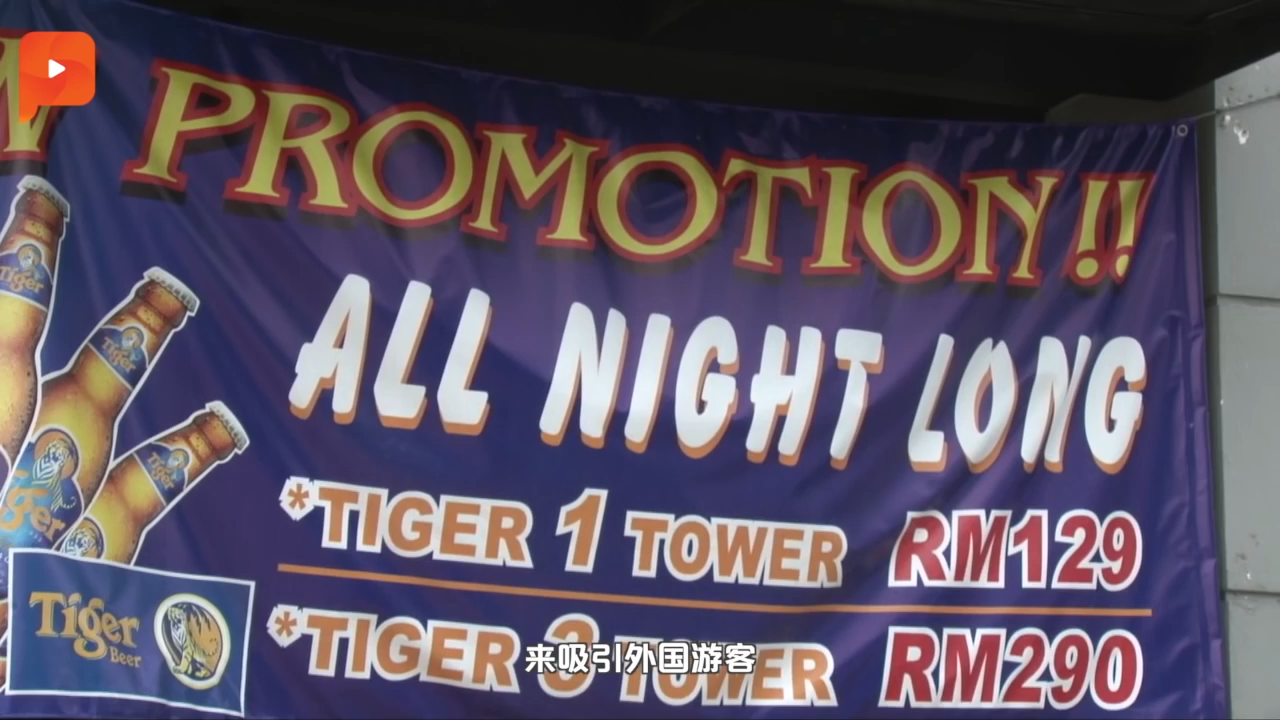 PROMOTION!!
ALL NIGHT LONG
*TIGER 1 TOWER RM129
*TIGER 3 TOWER RM290
Tiger
Tiger
Tiger
Tiger
Beer
来吸引外国游客